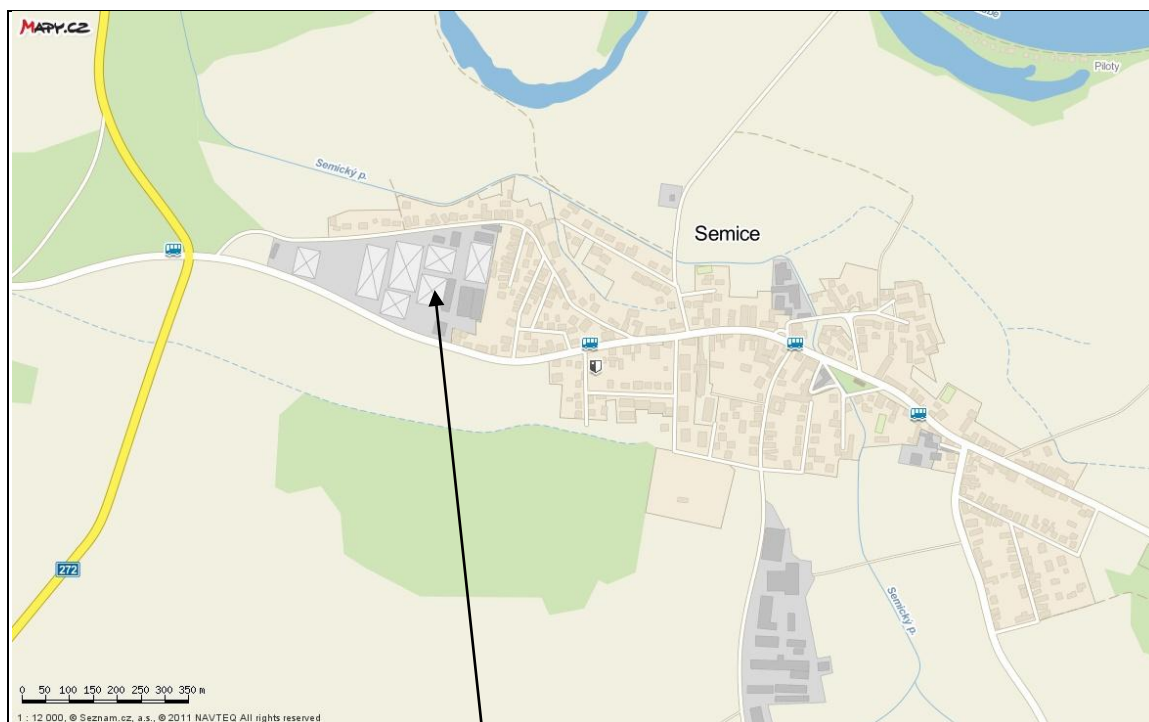 MAPY.CZ
Piloty
Semický p.
Semice
272
Semický p.
0 50 100 150 200 250 300 350 m
1 : 12 000, © Seznam.cz, a.s., © 2011 NAVTEQ All rights reserved